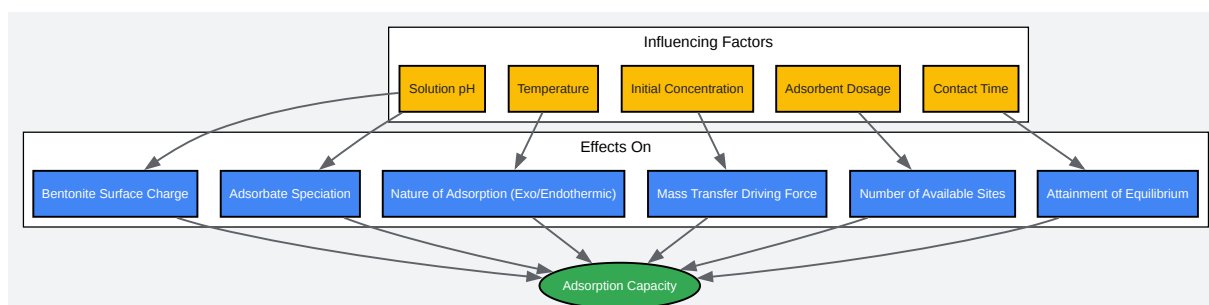 Influencing Factors
Solution pH
Temperature
Initial Concentration
Adsorbent Dosage
Contact Time
Effects On
Bentonite Surface Charge
Adsorbate Speciation
Nature of Adsorption (Exo/Endothermic)
Mass Transfer Driving Force
Number of Available Sites
Attainment of Equilibrium
Adsorption Capacity